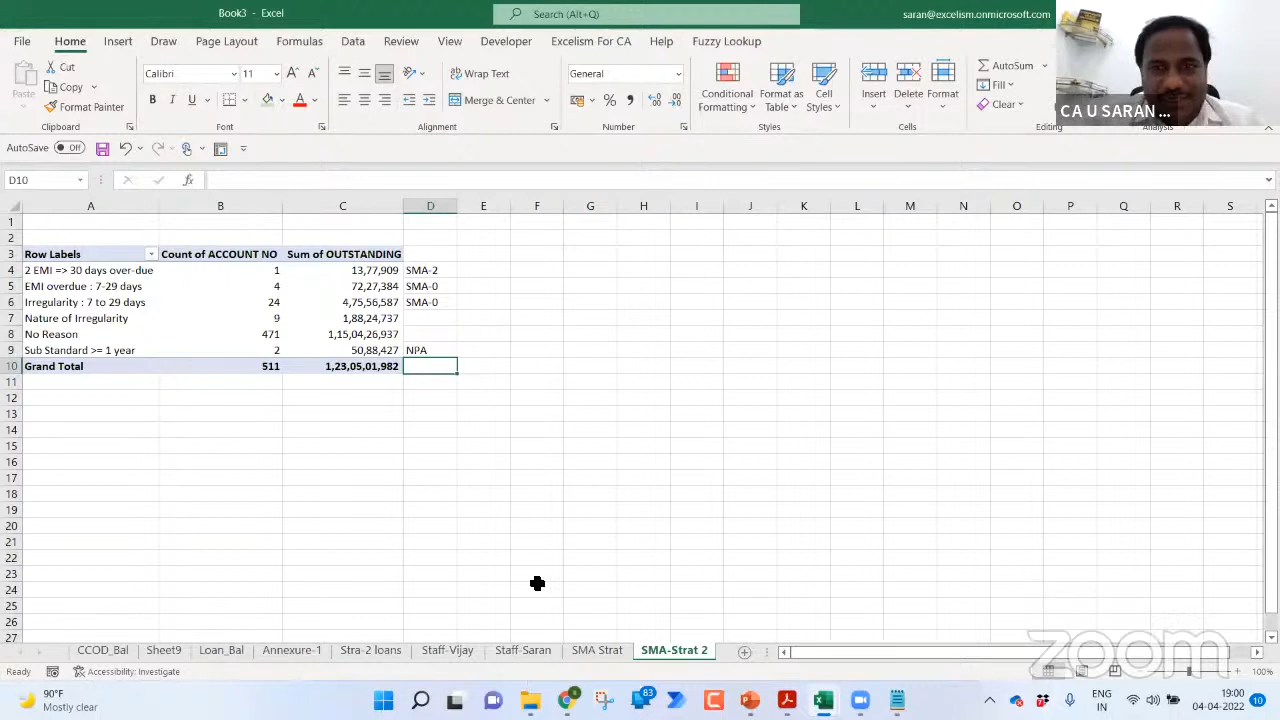 Book3 - Excel
Search (Alt+Q)
saran@excelism.onmicrosoft.com
File Home Insert Draw Page Layout Formulas Data Review View Developer Excelism For CA Help Fuzzy Lookup
Paste
Cut
Copy
Format Painter
Clipboard
Calibri 11
B I U
Font
Wrap Text
Merge & Center
Alignment
General
Number
Conditional Formatting
Format as Table
Cell Styles
Styles
Insert Delete Format
Cells
AutoSum
Fill
Clear
Editing
Analysis
C A U SARAN ...
AutoSave Off
D10
fx
A B C D E F G H I J K L M N O P Q R S
1
2
3 Row Labels Count of ACCOUNT NO Sum of OUTSTANDING
4 2 EMI => 30 days over-due 1 13,77,909 SMA-2
5 EMI overdue : 7-29 days 4 72,27,384 SMA-0
6 Irregularity : 7 to 29 days 24 4,75,56,587 SMA-0
7 Nature of Irregularity 9 1,88,24,737
8 No Reason 471 1,15,04,26,937
9 Sub Standard >= 1 year 2 50,88,427 NPA
10 Grand Total 511 1,23,05,01,982
11
12
13
14
15
16
17
18
19
20
21
22
23
24
25
26
27
CCOD_Bal Sheet9 Loan_Bal Annexure-1 Str-2 loans Staff-Vijay Staff-Saran SMA Strat SMA-Strat 2
zoom
Ready Accessibility: Investigate 100%
90°F
Mostly clear
6
83
7
ENG
IN
19:00
04-04-2022
10